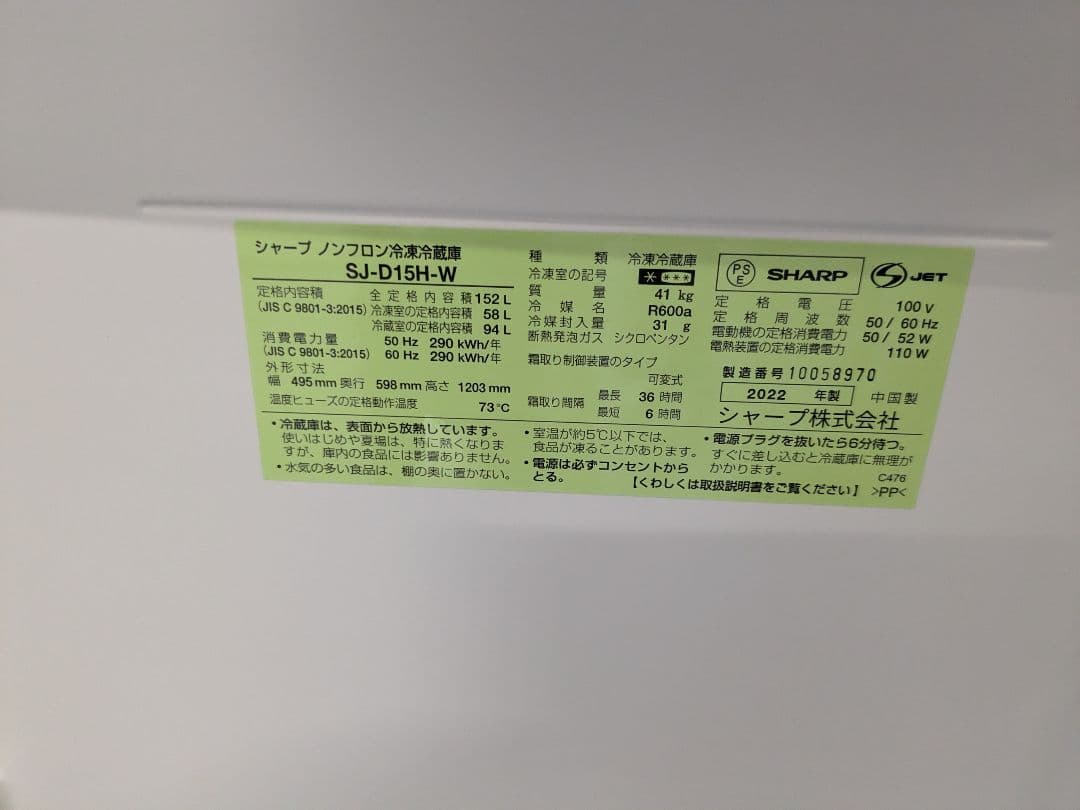 シャープ ノンフロン冷凍冷蔵庫
SJ-D15H-W
定格内容積 全定格内容積 152 L
(JIS C 9801-3:2015) 冷凍室の定格内容積 58 L
冷蔵室の定格内容積 94 L
消費電力量 50 Hz 290 kWh/年
(JIS C 9801-3:2015) 60 Hz 290 kWh/年
外形寸法
幅 495 mm 奥行 598 mm 高さ 1203 mm
温度ヒューズの定格動作温度 73℃
種類 冷凍冷蔵庫
冷凍室の記号
質量 41 kg
冷媒名 R600a
冷媒封入量 31 g
断熱発泡ガス シクロペンタン
霜取り制御装置のタイプ
可変式
霜取り間隔 最長 36 時間
最短 6 時間
PS E SHARP S JET
定格電圧 100 V
定格周波数 50 / 60 Hz
電動機の定格消費電力 50 / 52 W
電熱装置の定格消費電力 110 W
製造番号 10058970
2022 年製 中国製
シャープ株式会社
・冷蔵庫は、表面から放熱しています。
使いはじめや夏場は、特に熱くなりま
すが、庫内の食品には影響ありません。
・水気の多い食品は、棚の奥に置かない。
・室温が約5℃以下では、
食品が凍ることがあります。
・電源は必ずコンセントから
とる。
・電源プラグを抜いたら6分待つ。
すぐに差し込むと冷蔵庫に無理が
かかります。
C476
【くわしくは取扱説明書をご覧ください】 >PP<